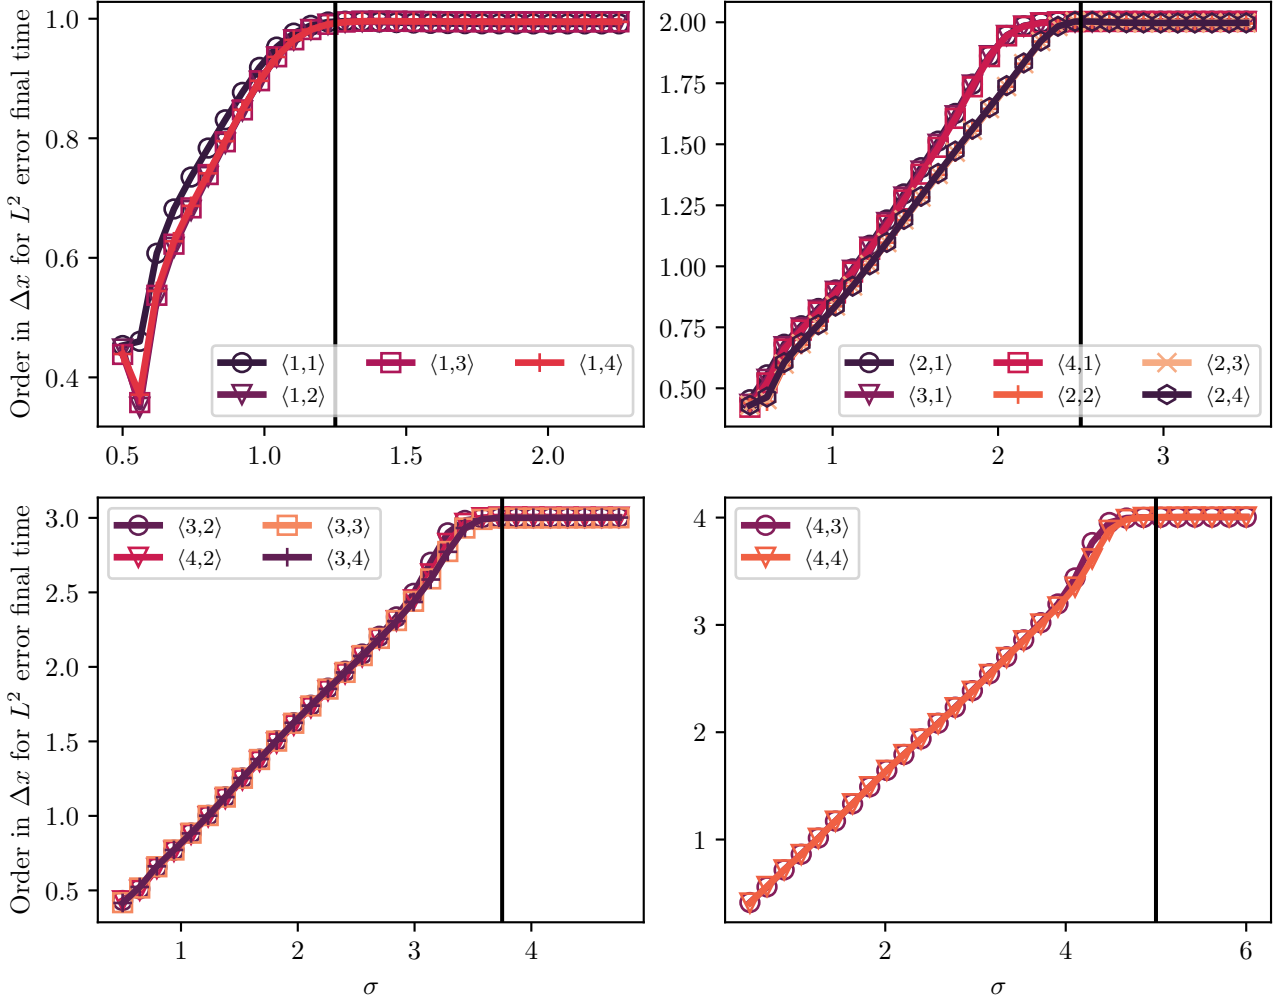 Order in Δx for L² error final time
1.0
0.8
0.6
0.4
⟨1,1⟩ ⟨1,3⟩ ⟨1,4⟩
⟨1,2⟩
0.5 1.0 1.5 2.0
2.00
1.75
1.50
1.25
1.00
0.75
0.50
⟨2,1⟩ ⟨4,1⟩ ⟨2,3⟩
⟨3,1⟩ ⟨2,2⟩ ⟨2,4⟩
1 2 3
Order in Δx for L² error final time
3.0
2.5
2.0
1.5
1.0
0.5
⟨3,2⟩ ⟨3,3⟩
⟨4,2⟩ ⟨3,4⟩
1 2 3 4
σ
4
3
2
1
⟨4,3⟩
⟨4,4⟩
2 4 6
σ